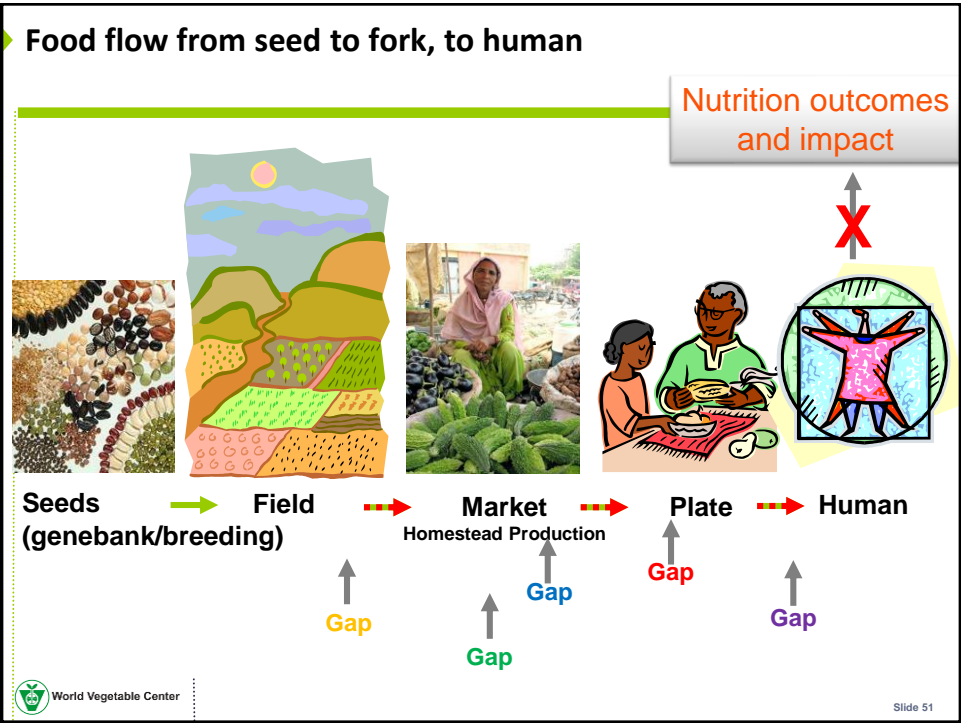 Food flow from seed to fork, to human
Nutrition outcomes
and impact
X
Seeds
(genebank/breeding)
Field
Market
Homestead Production
Plate
Human
Gap
Gap
Gap
Gap
Gap
World Vegetable Center
Slide 51